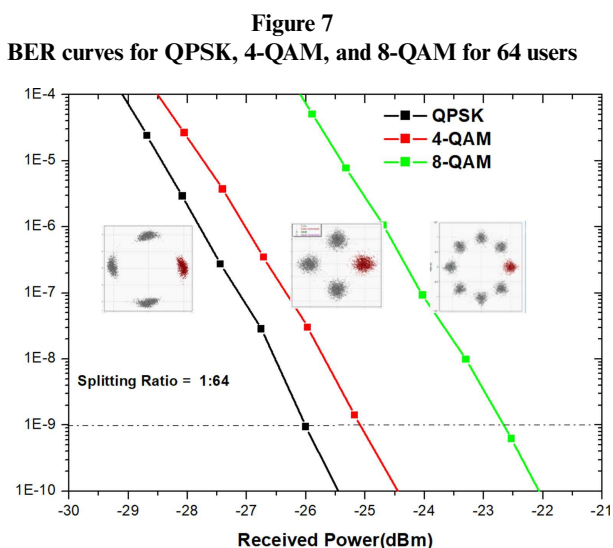 Figure 7
BER curves for QPSK, 4-QAM, and 8-QAM for 64 users
1E-4
1E-5
1E-6
1E-7
1E-8
1E-9
1E-10
QPSK
4-QAM
8-QAM
Splitting Ratio = 1:64
-30 -29 -28 -27 -26 -25 -24 -23 -22 -21
Received Power(dBm)